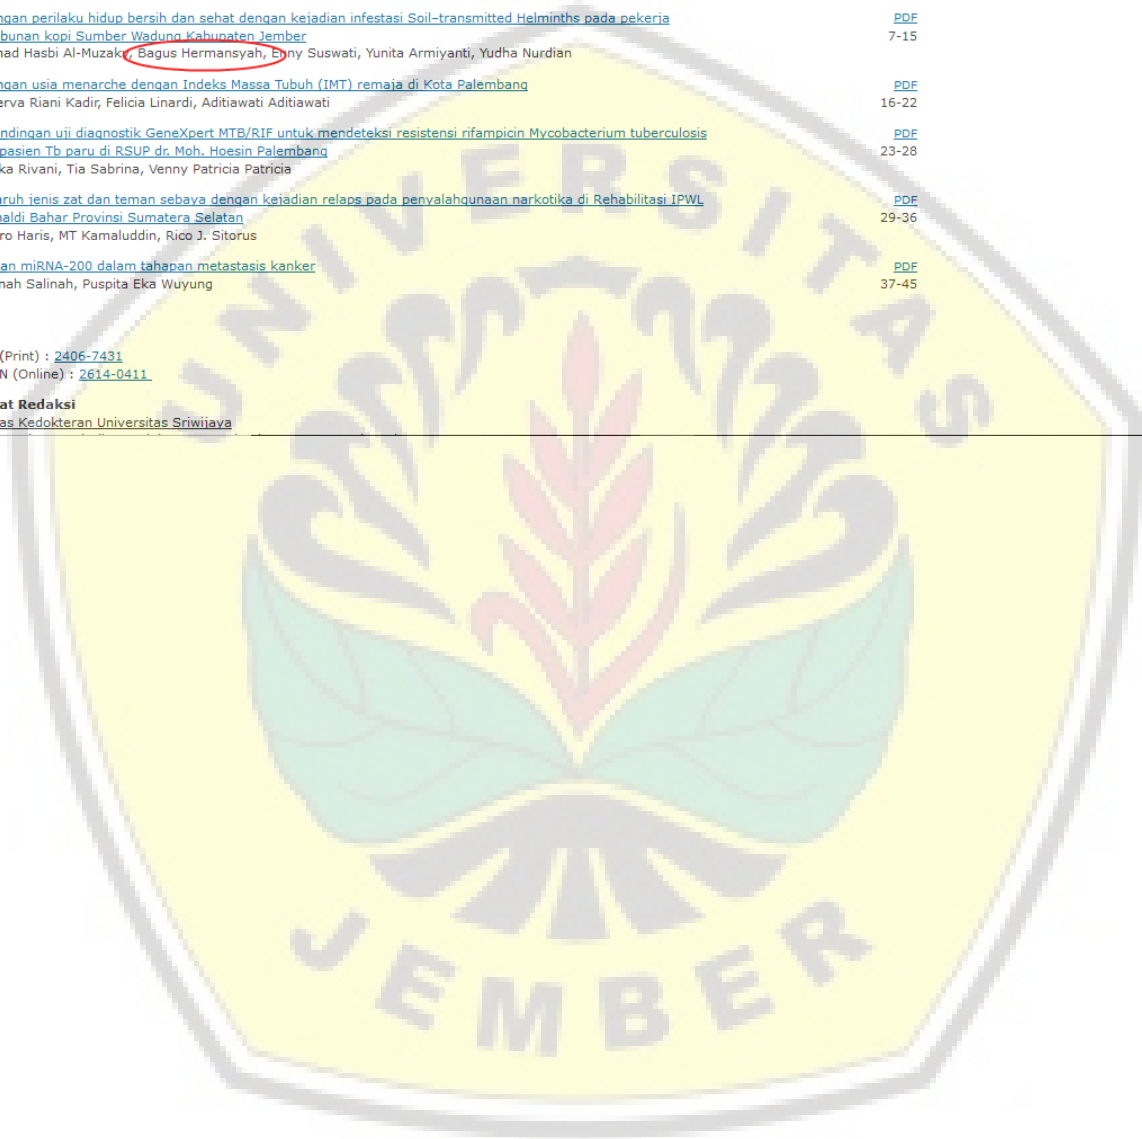 ngan perilaku hidup bersih dan sehat dengan kejadian infestasi Soil–transmitted Helminths pada pekerja PDF
bunan kopi Sumber Wadung Kabupaten Jember 7-15
nad Hasbi Al-Muzaky, Bagus Hermansyah, Enny Suswati, Yunita Armiyanti, Yudha Nurdian
ngan usia menarche dengan Indeks Massa Tubuh (IMT) remaja di Kota Palembang PDF
erva Riani Kadir, Felicia Linardi, Aditiawati Aditiawati 16-22
ndingan uji diagnostik GeneXpert MTB/RIF untuk mendeteksi resistensi rifampicin Mycobacterium tuberculosis PDF
pasien Tb paru di RSUP dr. Moh. Hoesin Palembang 23-28
ka Rivani, Tia Sabrina, Venny Patricia Patricia
aruh jenis zat dan teman sebaya dengan kejadian relaps pada penyalahgunaan narkotika di Rehabilitasi IPWL PDF
naldi Bahar Provinsi Sumatera Selatan 29-36
ro Haris, MT Kamaluddin, Rico J. Sitorus
an miRNA-200 dalam tahapan metastasis kanker PDF
nah Salinah, Puspita Eka Wuyung 37-45
(Print) : 2406-7431
N (Online) : 2614-0411
at Redaksi
as Kedokteran Universitas Sriwijaya
UNIVERSITAS
JEMBER